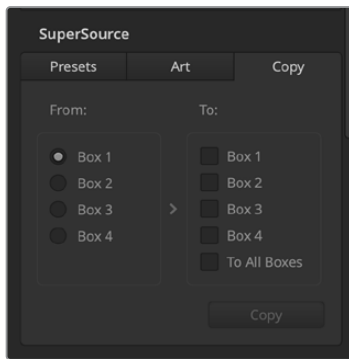 SuperSource
Presets Art Copy
From: To:
Box 1 Box 1
Box 2 Box 2
Box 3 > Box 3
Box 4 Box 4
To All Boxes
Copy